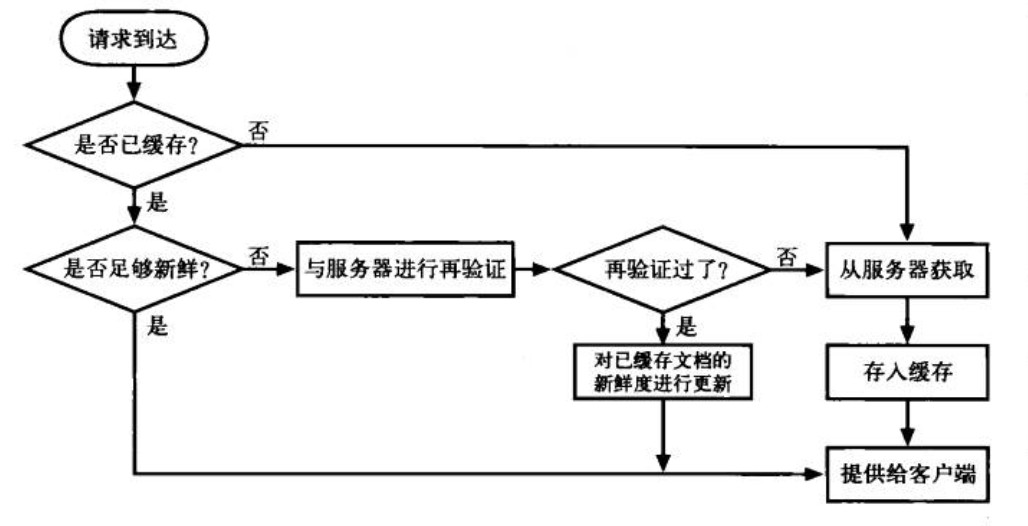 请求到达
是否已缓存?
否
是
是否足够新鲜?
否
与服务器进行再验证
再验证过了?
否
从服务器获取
是
是
对已缓存文档的
新鲜度进行更新
存入缓存
提供给客户端